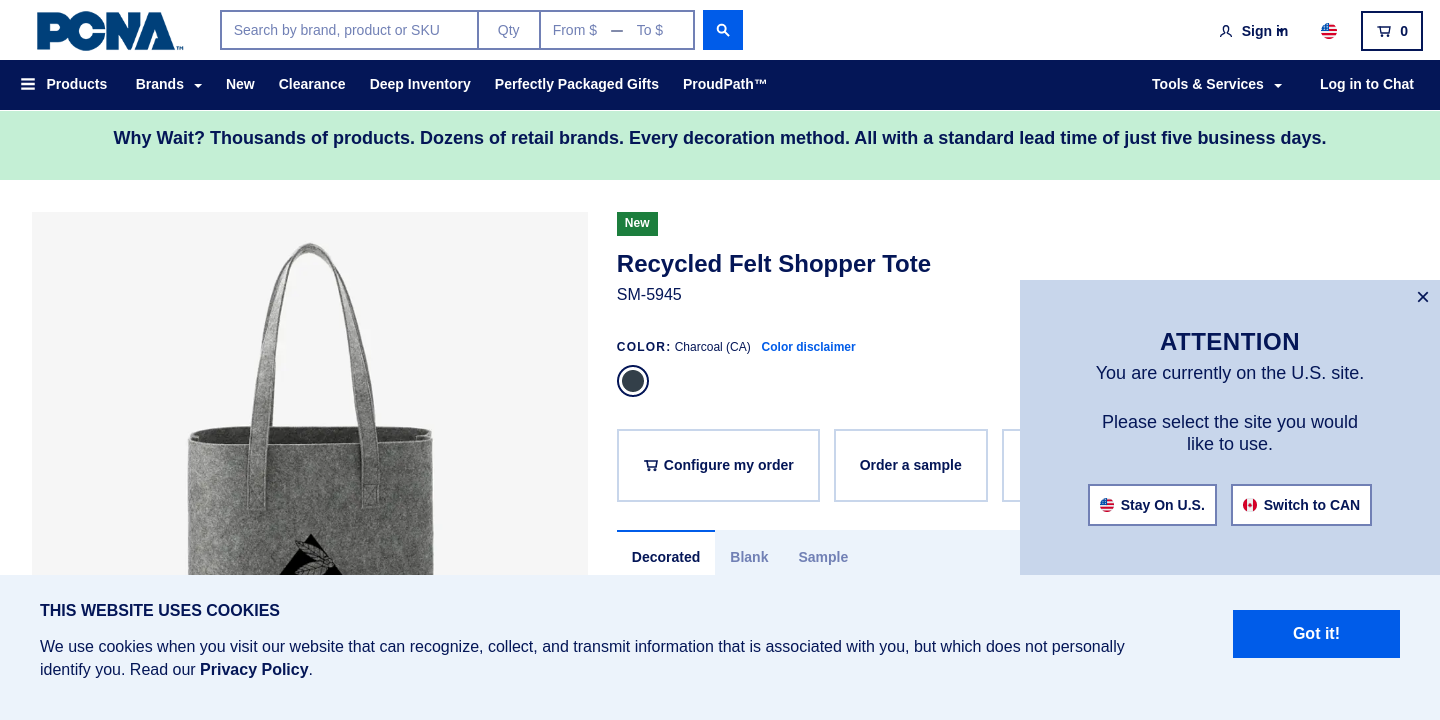 PCNA™
Search by brand, product or SKU
Qty
From $ — To $
Sign in
0
Products
Brands
New
Clearance
Deep Inventory
Perfectly Packaged Gifts
ProudPath™
Tools & Services
Log in to Chat
Why Wait? Thousands of products. Dozens of retail brands. Every decoration method. All with a standard lead time of just five business days.
New
Recycled Felt Shopper Tote
SM-5945
COLOR: Charcoal (CA) Color disclaimer
Configure my order
Order a sample
Decorated
Blank
Sample
×
ATTENTION
You are currently on the U.S. site.
Please select the site you would
like to use.
Stay On U.S.
Switch to CAN
THIS WEBSITE USES COOKIES
We use cookies when you visit our website that can recognize, collect, and transmit information that is associated with you, but which does not personally
identify you. Read our Privacy Policy.
Got it!